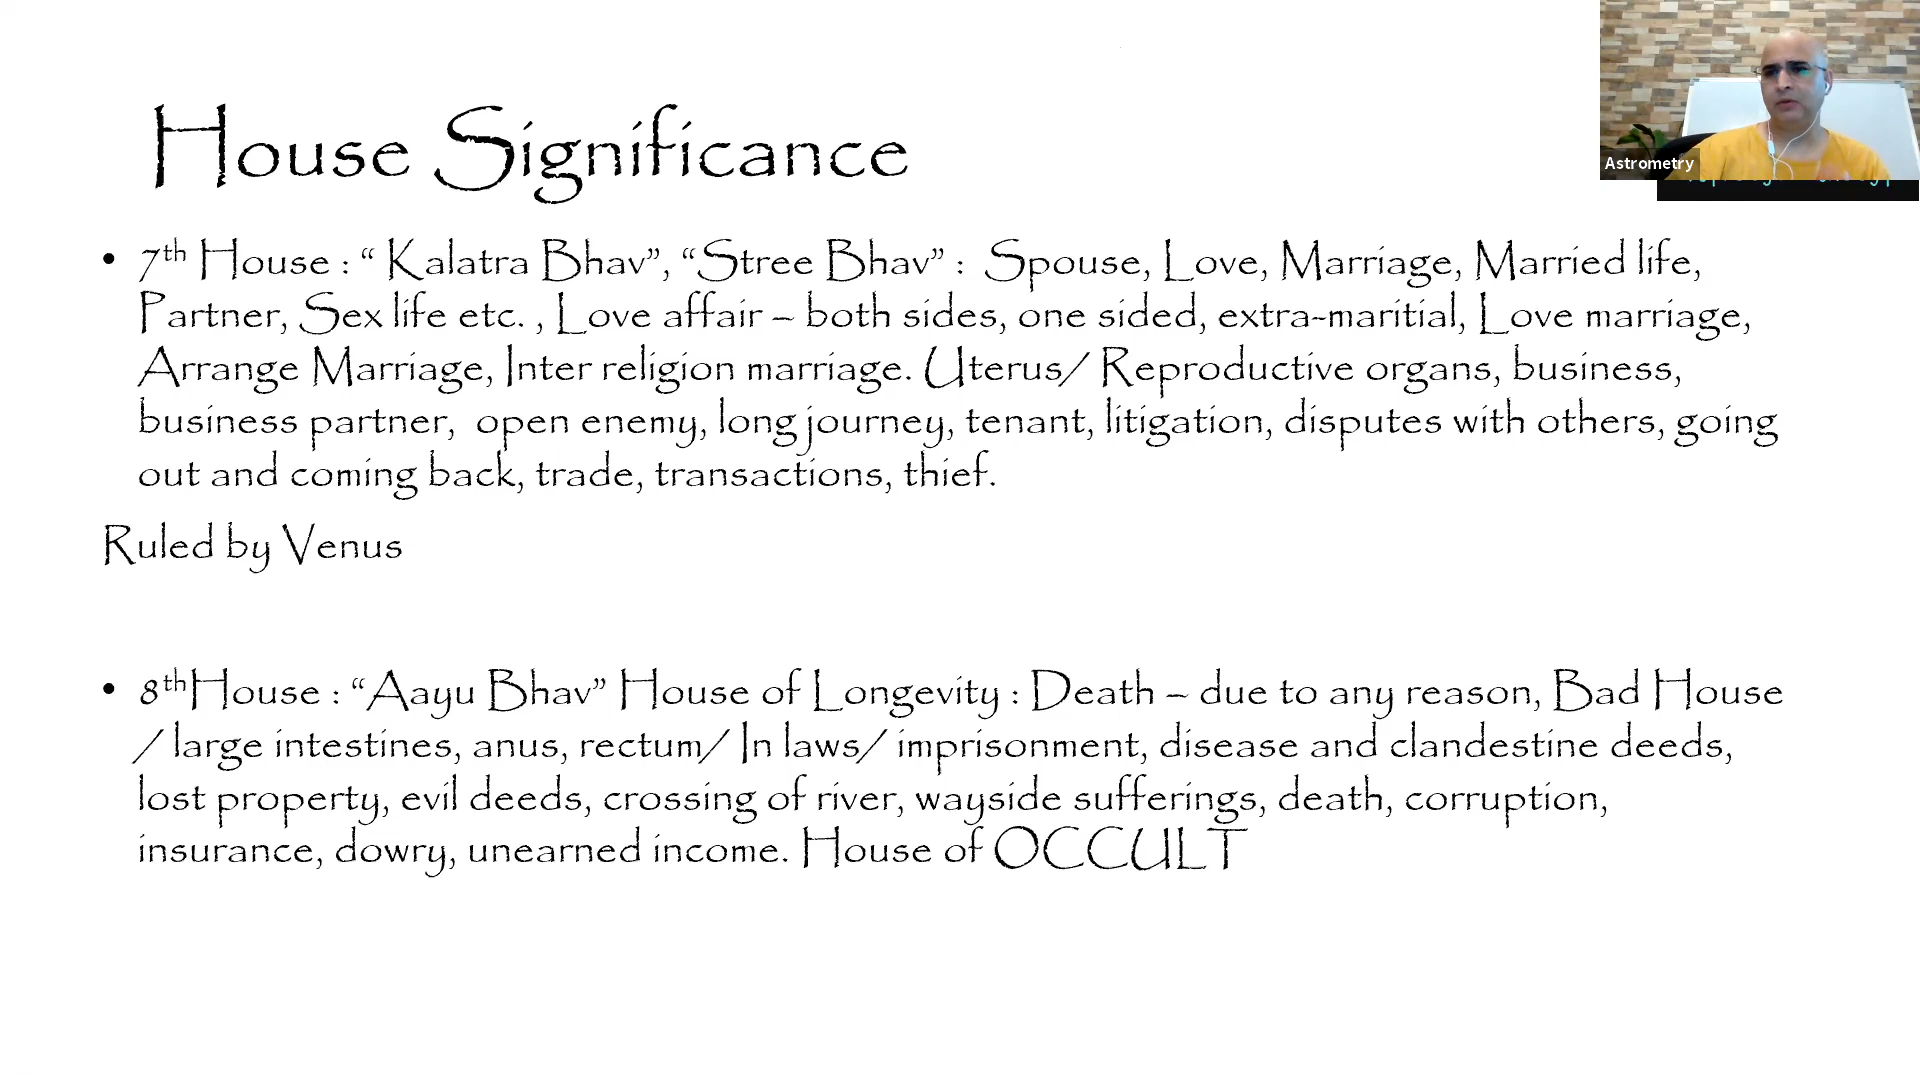 House Significance
Astrometry
• 7th House : “ Kalatra Bhav”, “Stree Bhav” : Spouse, Love, Marriage, Married life,
Partner, Sex life etc. , Love affair – both sides, one sided, extra-maritial, Love marriage,
Arrange Marriage, Inter religion marriage. Uterus/ Reproductive organs, business,
business partner, open enemy, long journey, tenant, litigation, disputes with others, going
out and coming back, trade, transactions, thief.
Ruled by Venus
• 8th House : “Aayu Bhav” House of Longevity : Death – due to any reason, Bad House
/ large intestines, anus, rectum/ In laws/ imprisonment, disease and clandestine deeds,
lost property, evil deeds, crossing of river, wayside sufferings, death, corruption,
insurance, dowry, unearned income. House of OCCULT